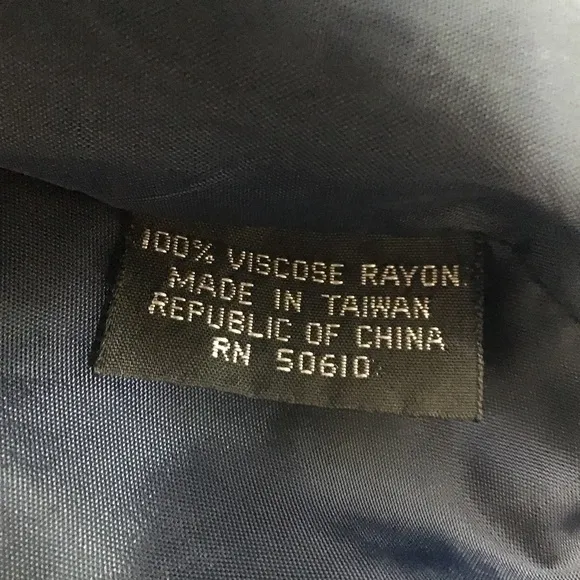 100% VISCOSE RAYON.
MADE IN TAIWAN
REPUBLIC OF CHINA
RN 50610